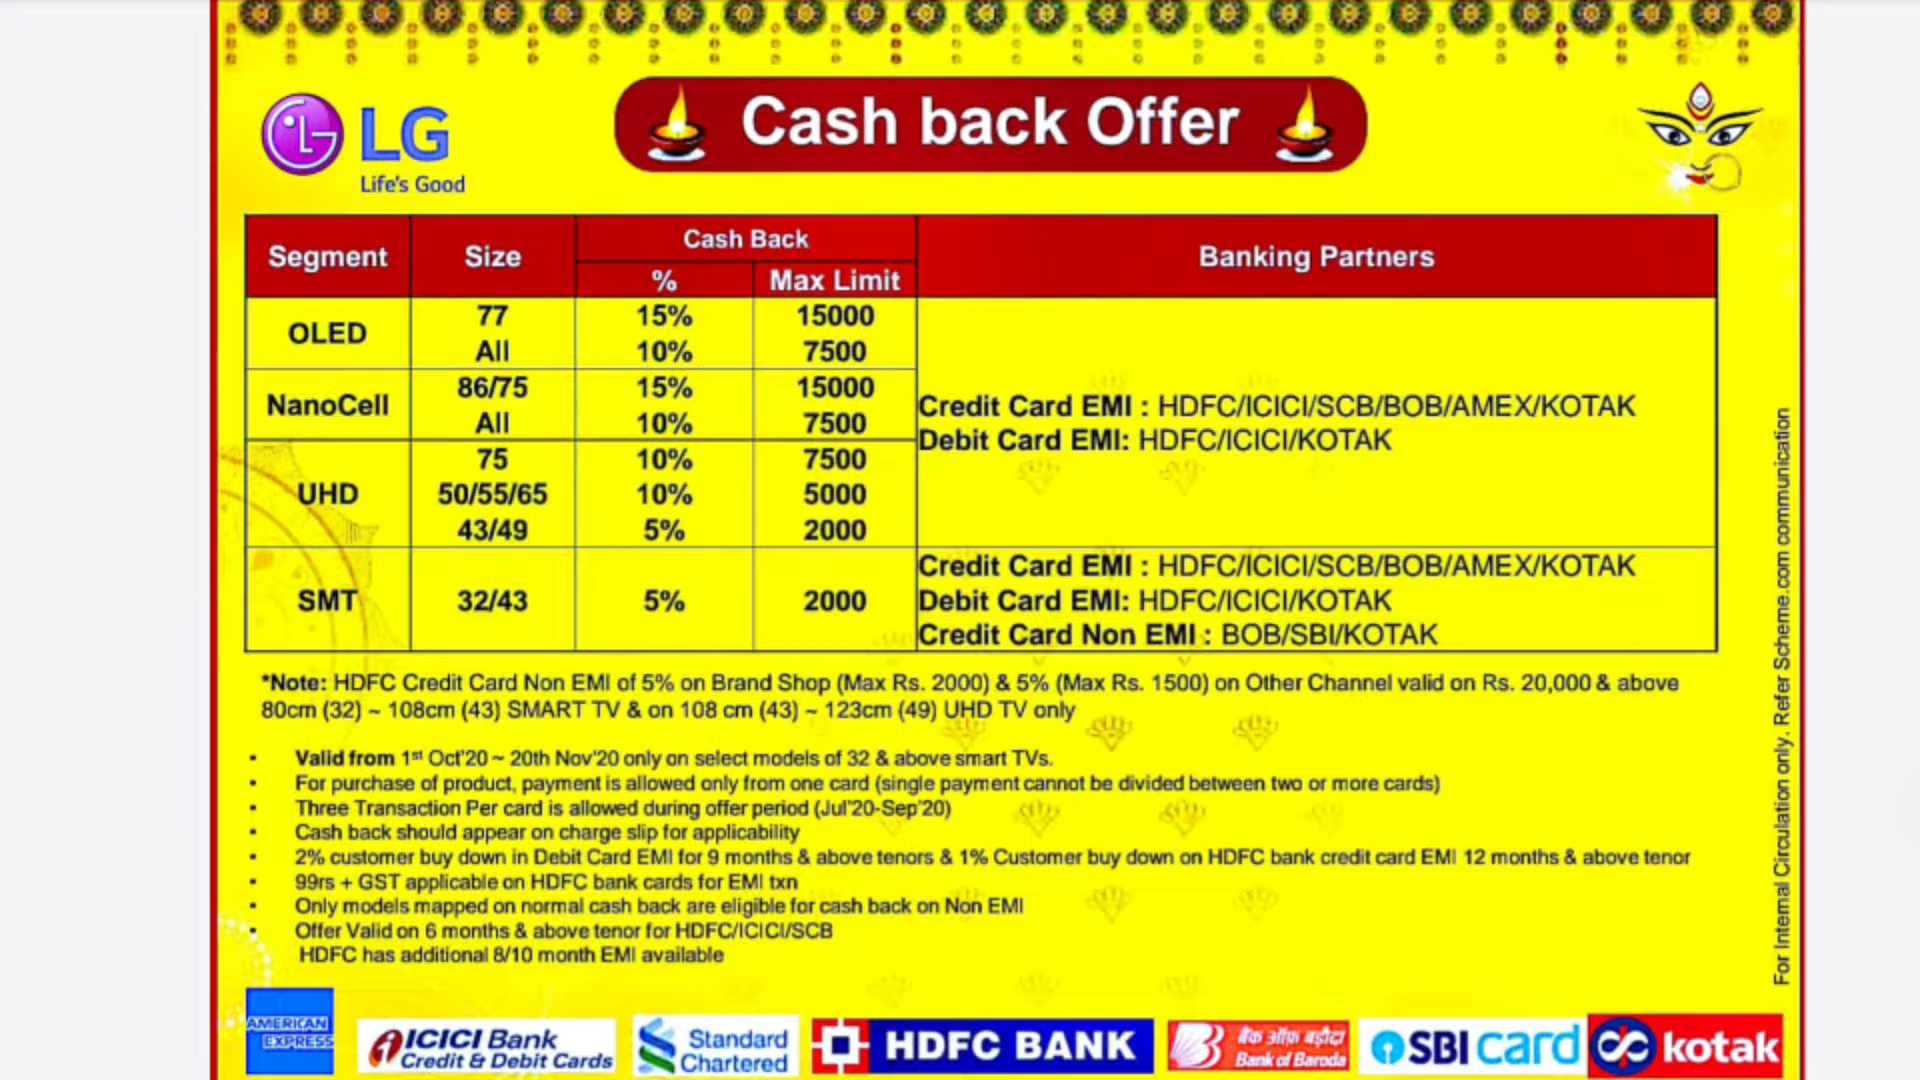 LG
Life's Good
Cash back Offer
Segment Size Cash Back Banking Partners
% Max Limit
OLED
77 15% 15000
All 10% 7500
NanoCell
86/75 15% 15000
All 10% 7500
Credit Card EMI : HDFC/ICICI/SCB/BOB/AMEX/KOTAK
Debit Card EMI: HDFC/ICICI/KOTAK
UHD
75 10% 7500
50/55/65 10% 5000
43/49 5% 2000
SMT 32/43 5% 2000
Credit Card EMI : HDFC/ICICI/SCB/BOB/AMEX/KOTAK
Debit Card EMI: HDFC/ICICI/KOTAK
Credit Card Non EMI : BOB/SBI/KOTAK
*Note: HDFC Credit Card Non EMI of 5% on Brand Shop (Max Rs. 2000) & 5% (Max Rs. 1500) on Other Channel valid on Rs. 20,000 & above
80cm (32) ~ 108cm (43) SMART TV & on 108 cm (43) ~ 123cm (49) UHD TV only
• Valid from 1st Oct'20 ~ 20th Nov'20 only on select models of 32 & above smart TVs.
• For purchase of product, payment is allowed only from one card (single payment cannot be divided between two or more cards)
• Three Transaction Per card is allowed during offer period (Jul'20-Sep'20)
• Cash back should appear on charge slip for applicability
• 2% customer buy down in Debit Card EMI for 9 months & above tenors & 1% Customer buy down on HDFC bank credit card EMI 12 months & above tenor
• 99rs + GST applicable on HDFC bank cards for EMI txn
• Only models mapped on normal cash back are eligible for cash back on Non EMI
• Offer Valid on 6 months & above tenor for HDFC/ICICI/SCB
HDFC has additional 8/10 month EMI available
For Internal Circulation only. Refer Scheme.com communication
AMERICAN
EXPRESS
ICICI Bank
Credit & Debit Cards
Standard
Chartered
HDFC BANK
बैंक ऑफ़ बड़ौदा
Bank of Baroda
SBI card
kotak